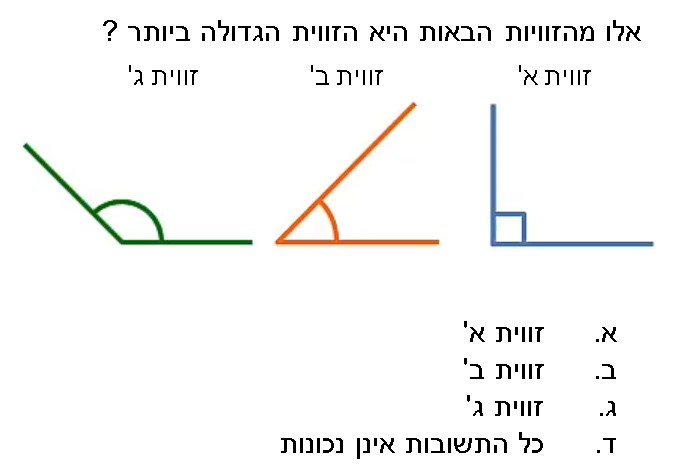 אלו מהזוויות הבאות היא הזווית הגדולה ביותר ?
זווית א' זווית ב' זווית ג'
א. זווית א'
ב. זווית ב'
ג. זווית ג'
ד. כל התשובות אינן נכונות